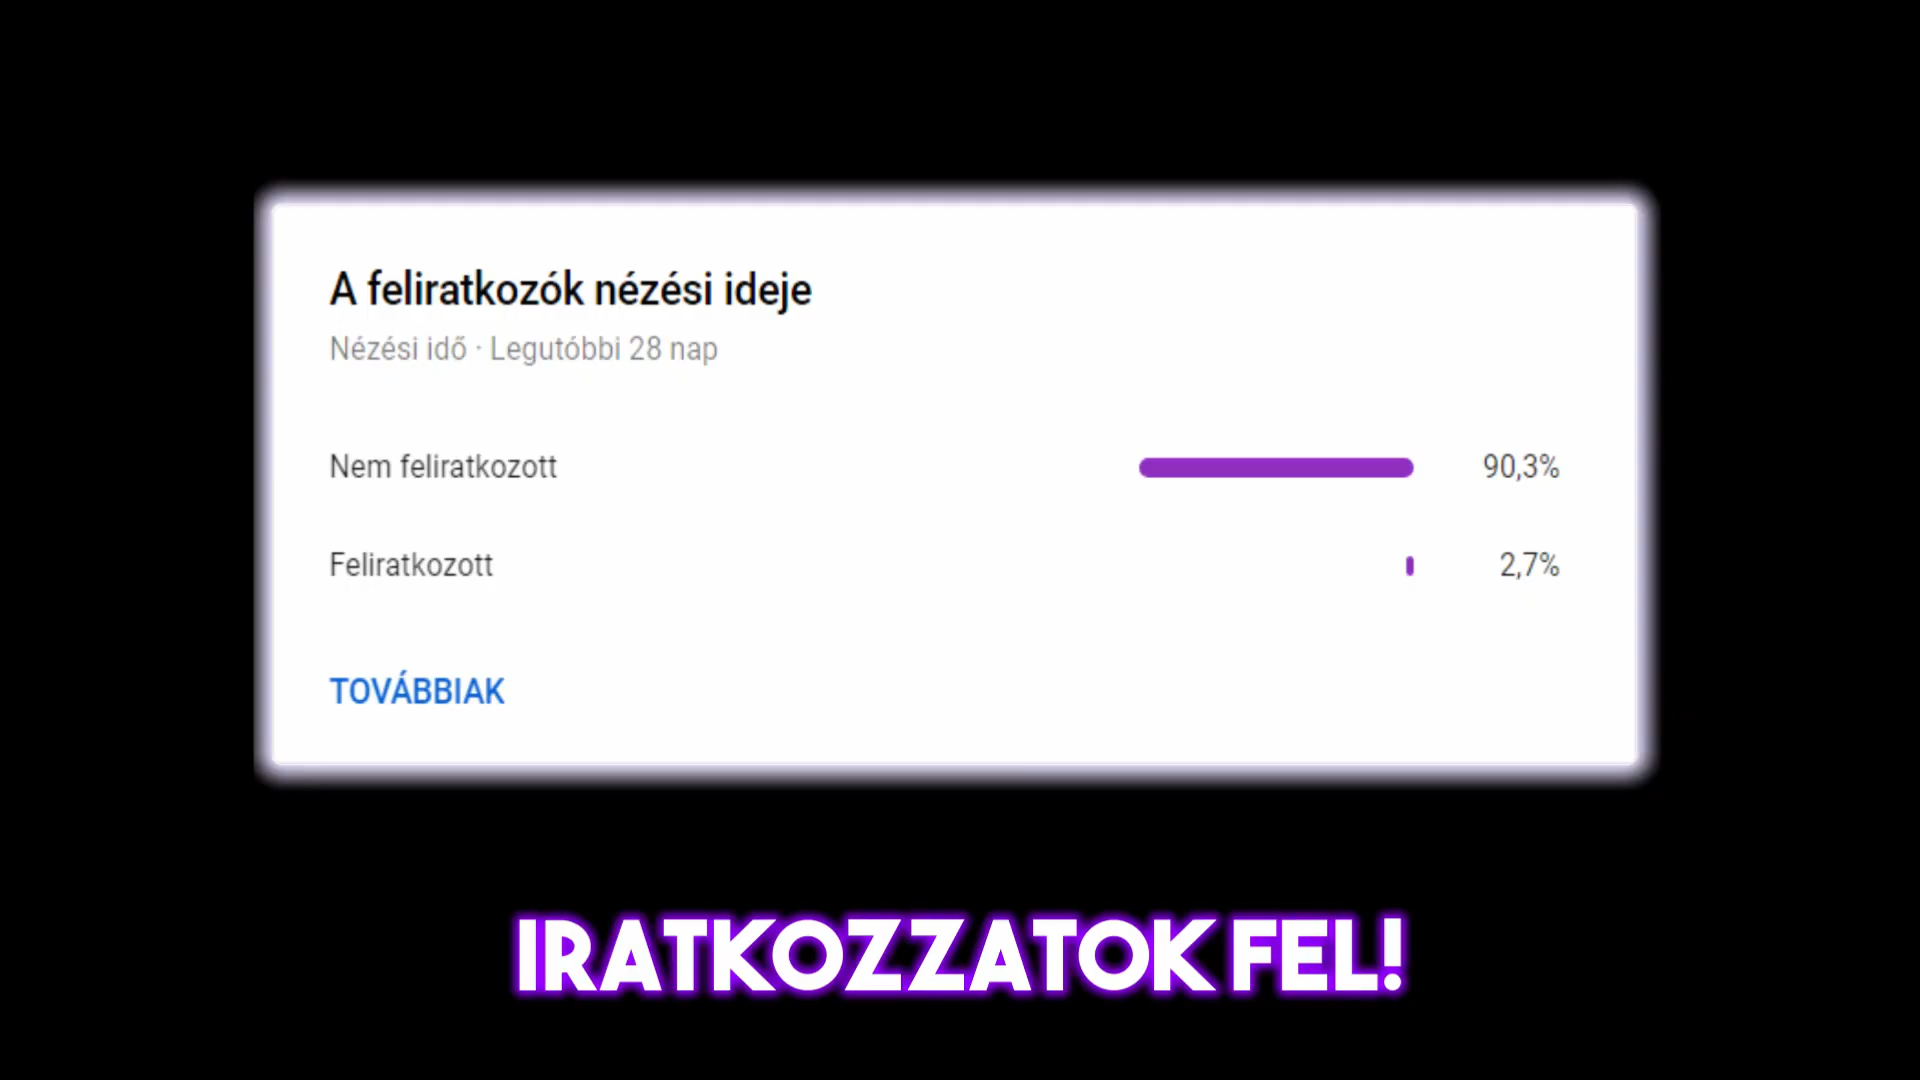 A feliratkozók nézési ideje
Nézési idő · Legutóbbi 28 nap
Nem feliratkozott 90,3%
Feliratkozott 2,7%
TOVÁBBIAK
IRATKOZZATOK FEL!